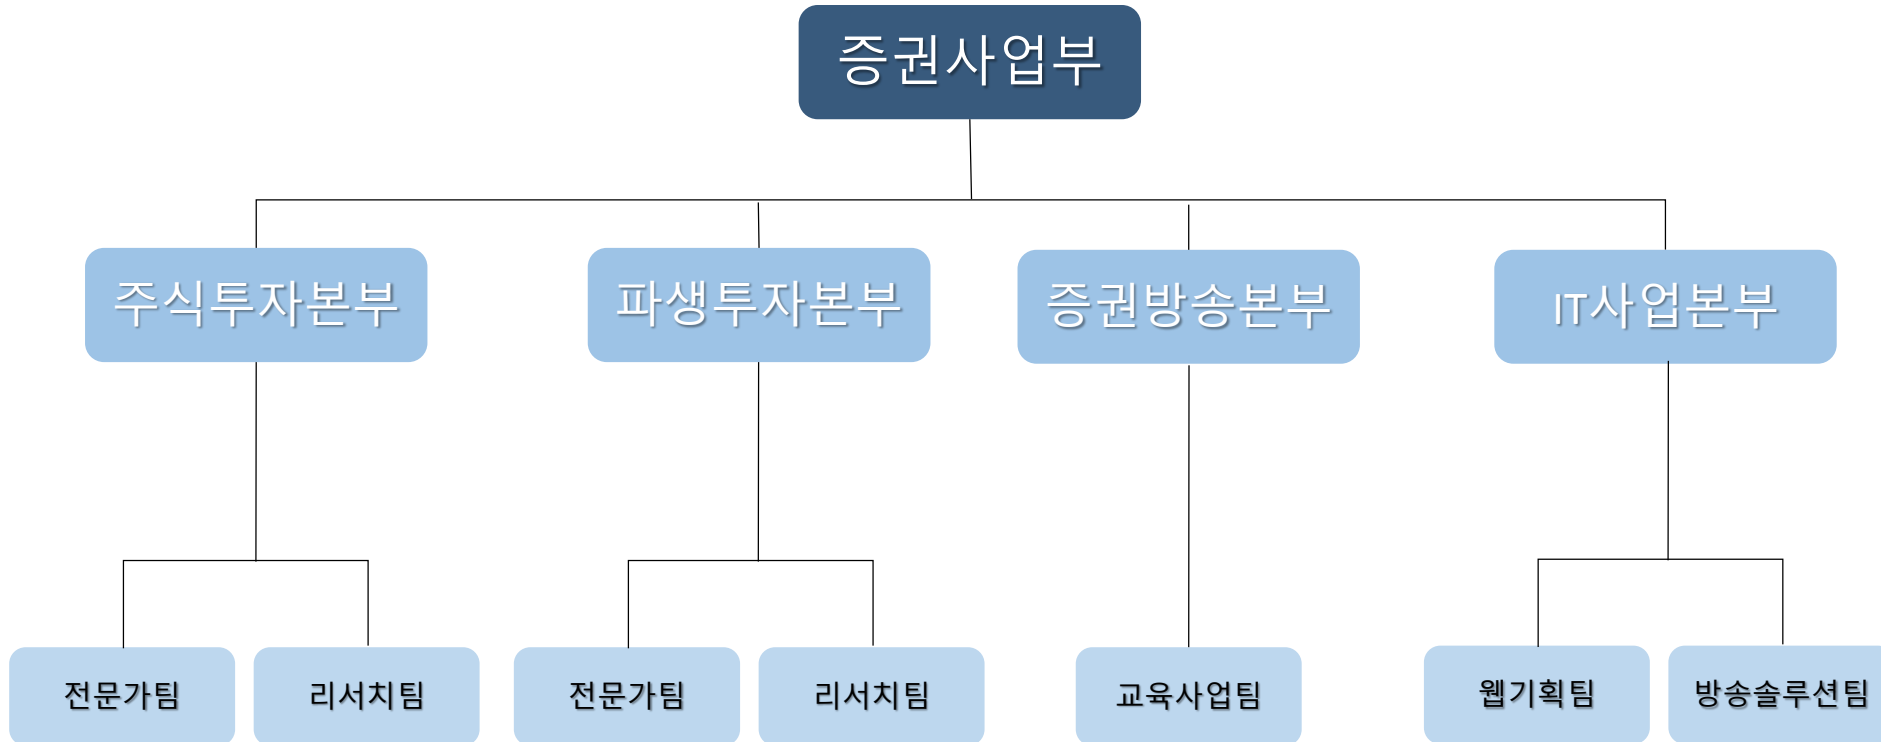 증권사업부
주식투자본부
파생투자본부
증권방송본부
IT사업본부
전문가팀
리서치팀
전문가팀
리서치팀
교육사업팀
웹기획팀
방송솔루션팀